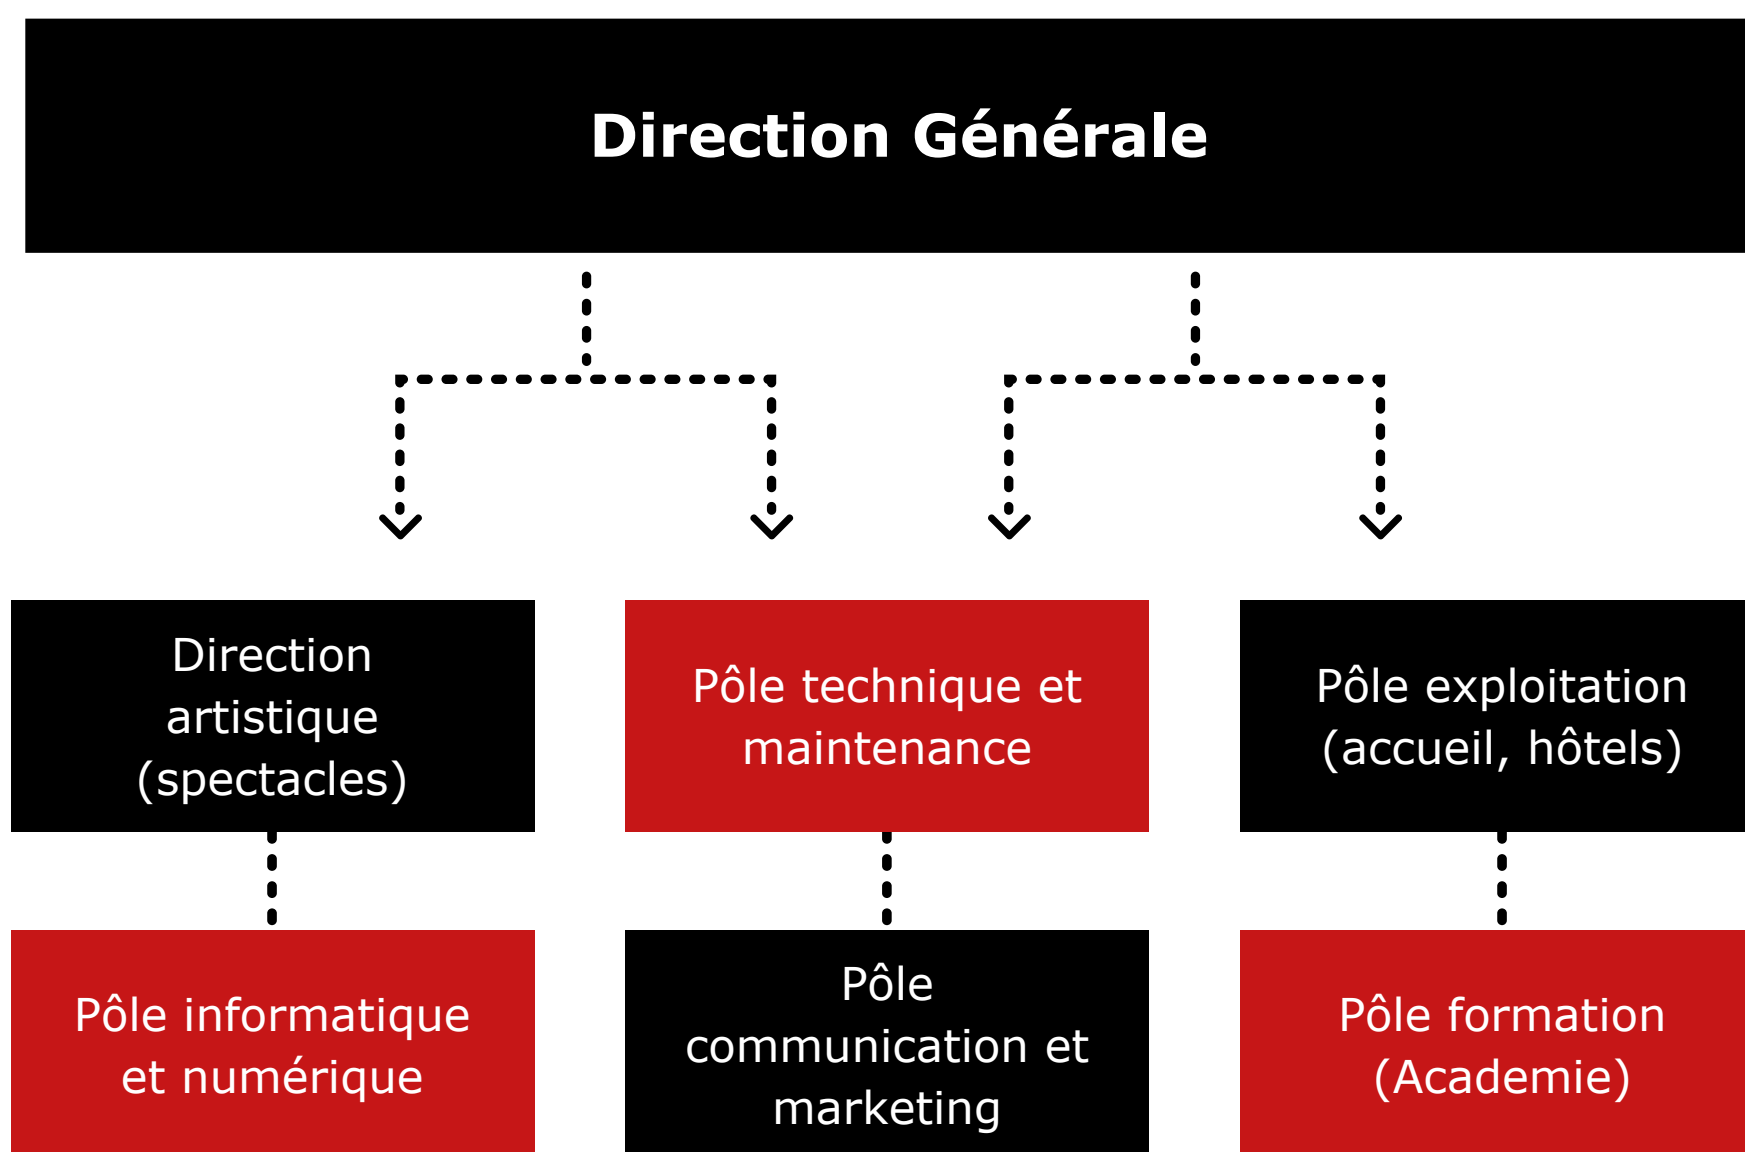 Direction Générale
Direction
artistique
(spectacles)
Pôle technique et
maintenance
Pôle exploitation
(accueil, hôtels)
Pôle informatique
et numérique
Pôle
communication et
marketing
Pôle formation
(Academie)